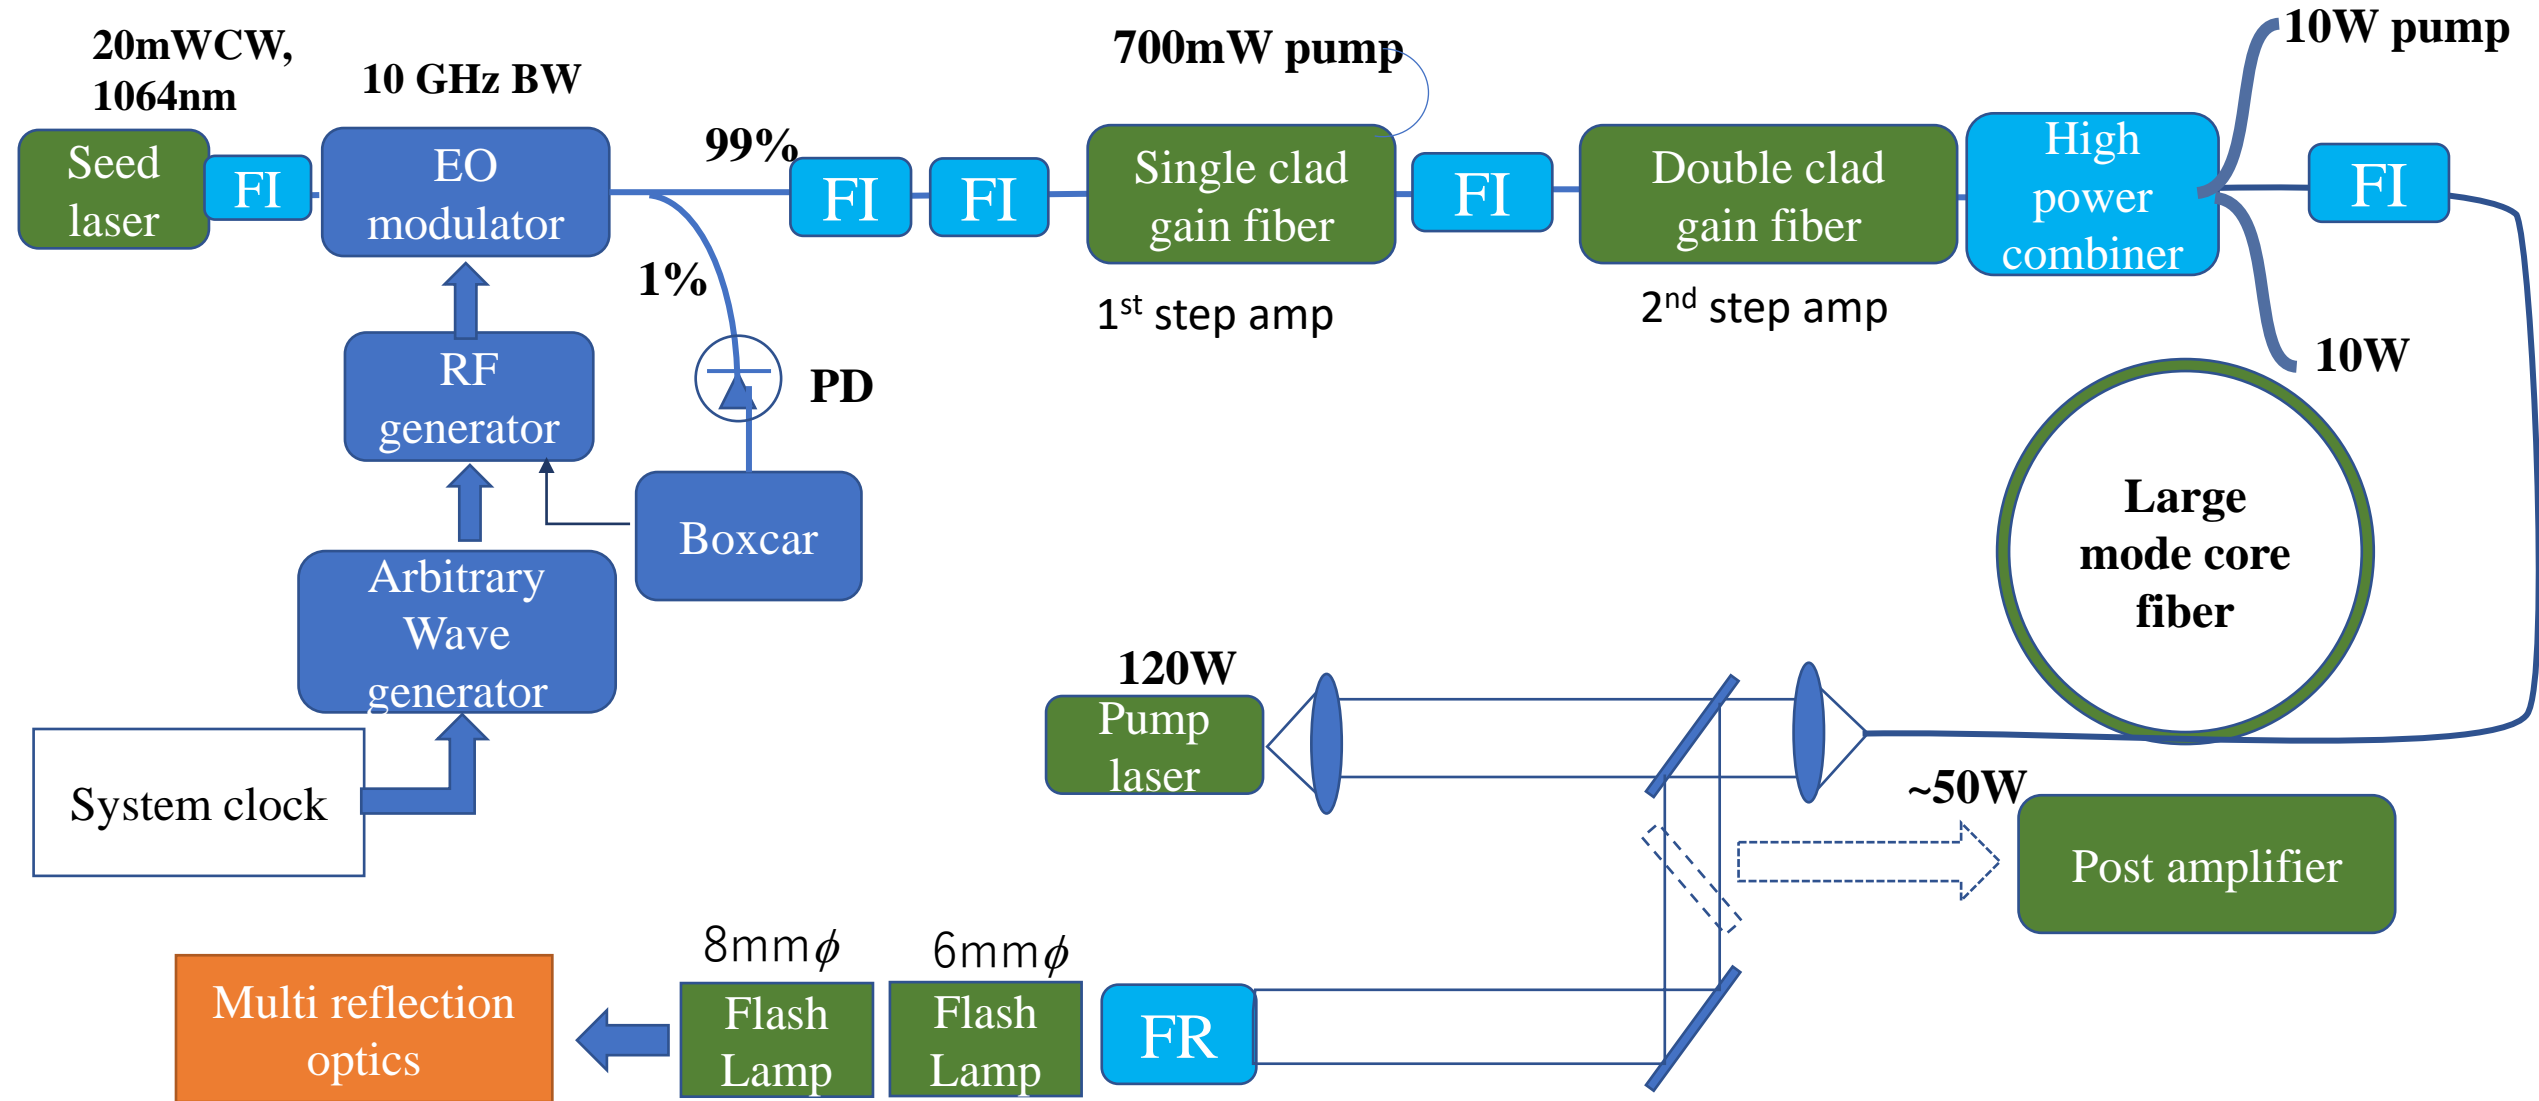 20mWCW,
1064nm
10 GHz BW
700mW pump
10W pump
Seed
laser
FI
EO
modulator
99%
FI
FI
Single clad
gain fiber
FI
Double clad
gain fiber
High
power
combiner
FI
1%
1st step amp
2nd step amp
RF
generator
PD
10W
Boxcar
Arbitrary
Wave
generator
Large
mode core
fiber
System clock
120W
Pump
laser
~50W
Post amplifier
8mmϕ
6mmϕ
Multi reflection
optics
Flash
Lamp
Flash
Lamp
FR